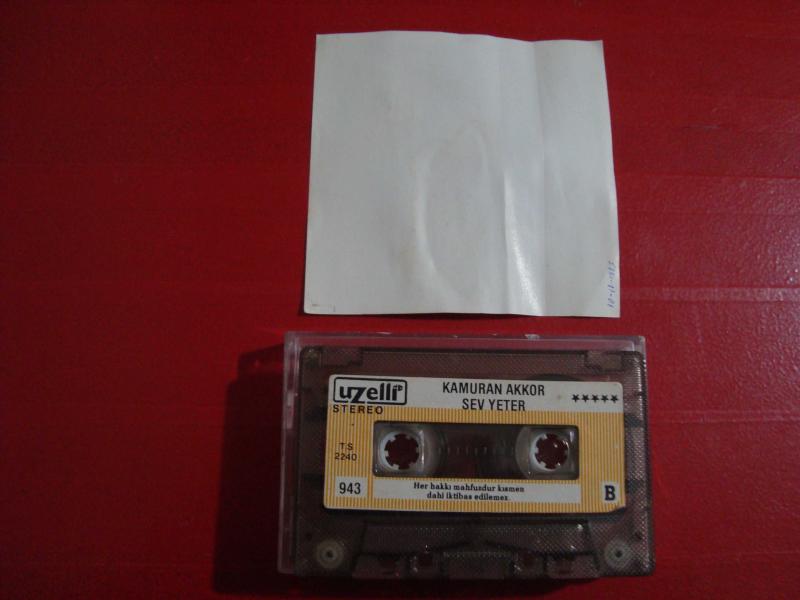 uzelli
STEREO
KAMURAN AKKOR
SEV YETER
★★★★★
T.S
2240
943
Her hakkı mahfuzdur kısmen
dahi iktibas edilemez.
B